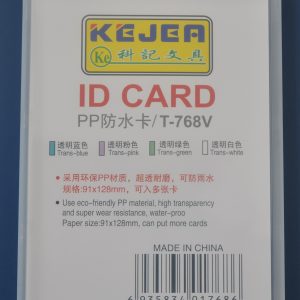 KEJEA
Ke 科記文具
ID CARD
PP防水卡/T-768V
透明蓝色 透明粉色 透明绿色 透明白色
Trans-blue Trans-pink Trans-green Trans-white
● 采用环保PP材质，超透耐磨，可防雨水
规格:91x128mm，可入多张卡
● Use eco-friendly PP material, high transparency
and super wear resistance, water-proo
Paper size:91x128mm, can put more cards
MADE IN CHINA
6 935834 017686